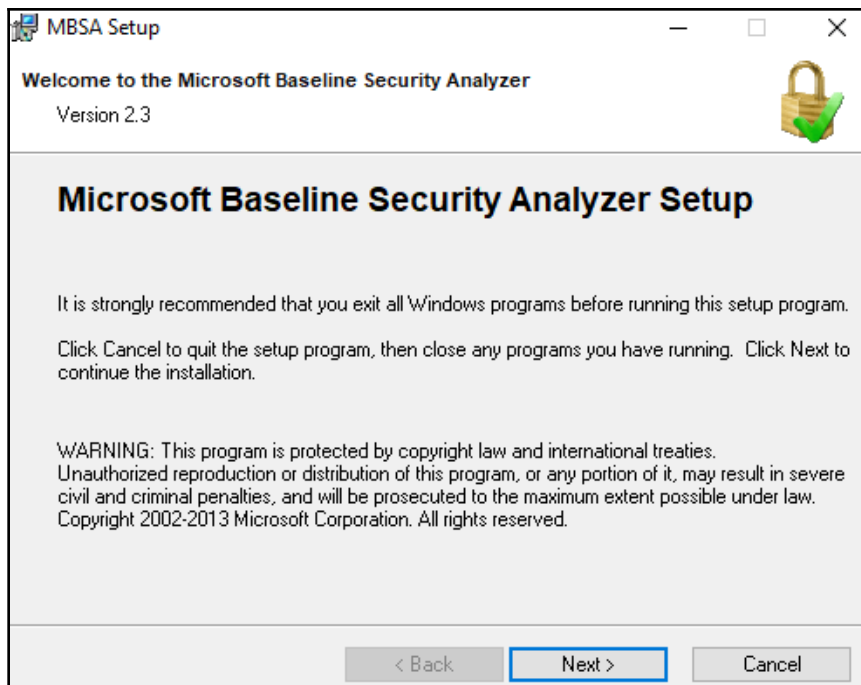 MBSA Setup
Welcome to the Microsoft Baseline Security Analyzer
Version 2.3
Microsoft Baseline Security Analyzer Setup
It is strongly recommended that you exit all Windows programs before running this setup program.
Click Cancel to quit the setup program, then close any programs you have running.  Click Next to
continue the installation.
WARNING: This program is protected by copyright law and international treaties.
Unauthorized reproduction or distribution of this program, or any portion of it, may result in severe
civil and criminal penalties, and will be prosecuted to the maximum extent possible under law.
Copyright 2002-2013 Microsoft Corporation. All rights reserved.
< Back Next > Cancel